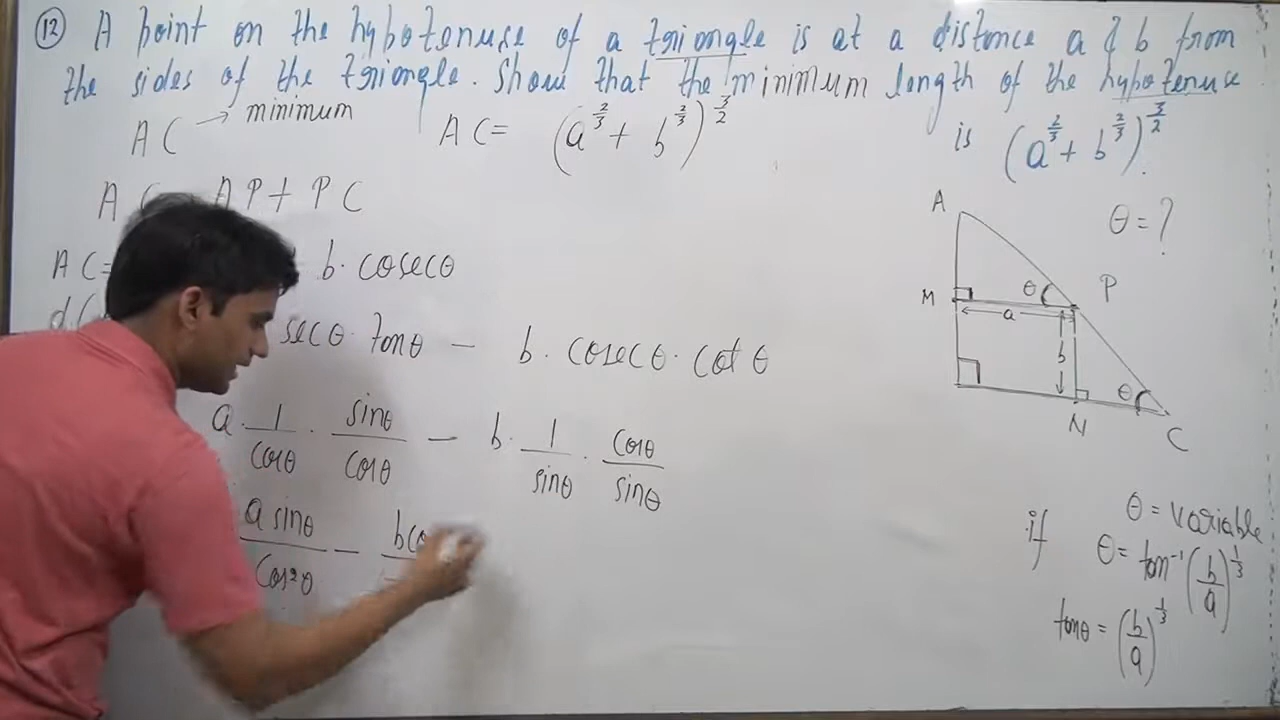 12 A point on the hypotenuse of a triangle is at a distance a & b from
the sides of the triangle. Show that the minimum length of the hypotenuse
is (a^{2/3} + b^{2/3})^{3/2}.
AC → minimum
AC = (a^{2/3} + b^{2/3})^{3/2}
A AP + PC
AC = b · cosecθ
secθ · tanθ − b · cosecθ · cotθ
a · 1/cosθ · sinθ/cosθ − b · 1/sinθ · cosθ/sinθ
a sinθ/cos²θ −
A
θ = ?
M
θ
P
a
b
θ
N
C
θ = variable
if θ = tan⁻¹(b/a)^{1/3}
tanθ = (b/a)^{1/3}